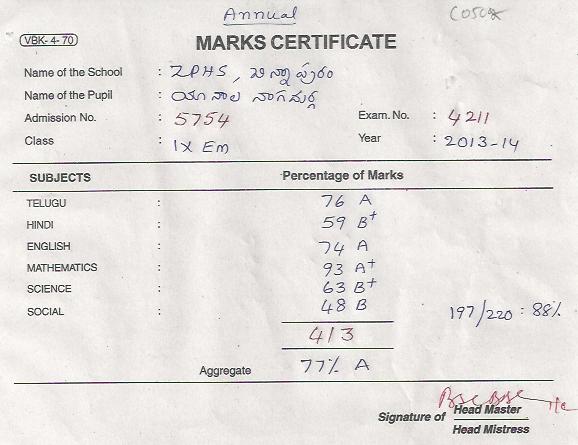 Annual
VBK-4-70
MARKS CERTIFICATE
Name of the School : ZPHS, చిన్నాపురం
Name of the Pupil : యానాల నాగదుర్గ
Admission No. : 5754 Exam. No. : 4211
Class : IX Em Year : 2013-14
SUBJECTS Percentage of Marks
TELUGU : 76 A
HINDI : 59 B+
ENGLISH : 74 A
MATHEMATICS : 93 A+
SCIENCE : 63 B+
SOCIAL : 48 B 197/220 : 88%
413
Aggregate 77% A
Signature of Head Master
Head Mistress